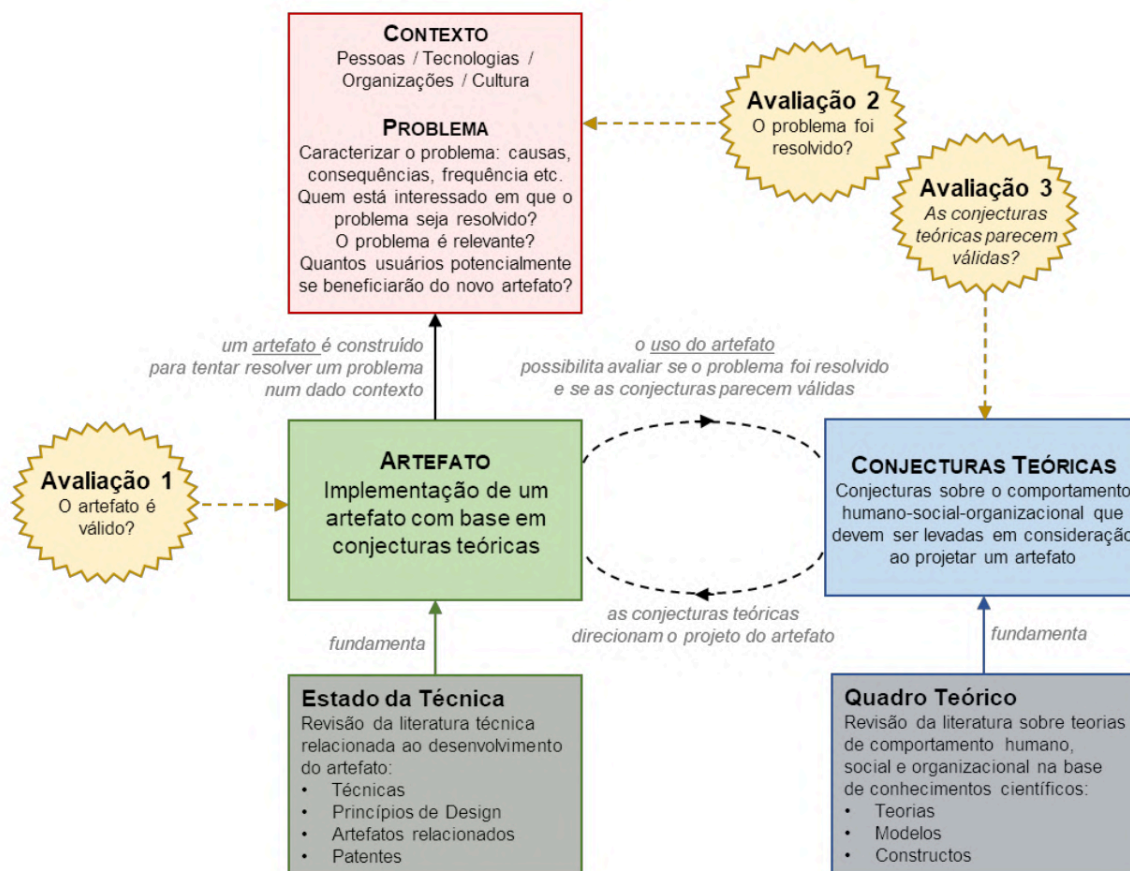 CONTEXTO
Pessoas / Tecnologias /
Organizações / Cultura
PROBLEMA
Caracterizar o problema: causas,
consequências, frequência etc.
Quem está interessado em que o
problema seja resolvido?
O problema é relevante?
Quantos usuários potencialmente
se beneficiarão do novo artefato?
Avaliação 2
O problema foi
resolvido?
Avaliação 3
As conjecturas
teóricas parecem
válidas?
um artefato é construído
para tentar resolver um problema
num dado contexto
o uso do artefato
possibilita avaliar se o problema foi resolvido
e se as conjecturas parecem válidas
Avaliação 1
O artefato é
válido?
ARTEFATO
Implementação de um
artefato com base em
conjecturas teóricas
CONJECTURAS TEÓRICAS
Conjecturas sobre o comportamento
humano-social-organizacional que
devem ser levadas em consideração
ao projetar um artefato
as conjecturas teóricas
direcionam o projeto do artefato
fundamenta
fundamenta
Estado da Técnica
Revisão da literatura técnica
relacionada ao desenvolvimento
do artefato:
• Técnicas
• Princípios de Design
• Artefatos relacionados
• Patentes
Quadro Teórico
Revisão da literatura sobre teorias
de comportamento humano,
social e organizacional na base
de conhecimentos científicos:
• Teorias
• Modelos
• Constructos